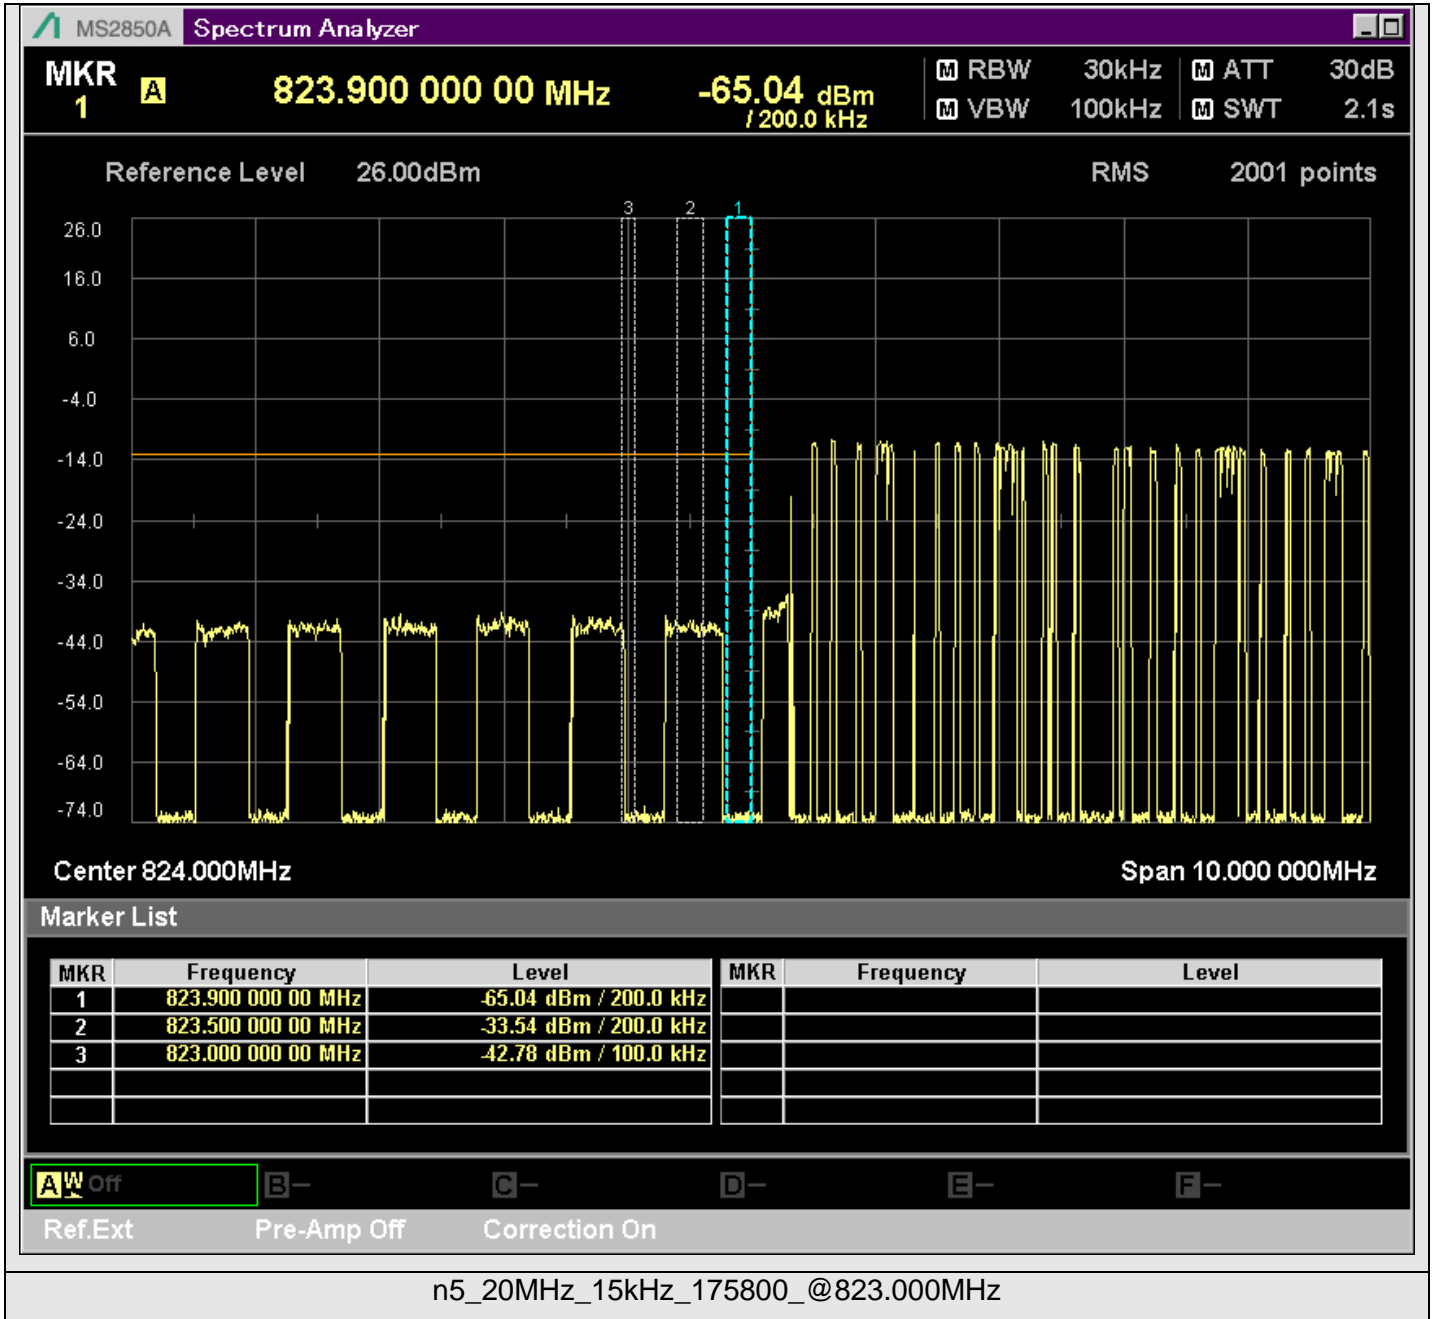 MS2850A Spectrum Analyzer
MKR 1 A 823.900 000 00 MHz -65.04 dBm / 200.0 kHz
M RBW 30kHz M ATT 30dB
M VBW 100kHz M SWT 2.1s
Reference Level 26.00dBm RMS 2001 points
3 2 1
26.0
16.0
6.0
-4.0
-14.0
-24.0
-34.0
-44.0
-54.0
-64.0
-74.0
Center 824.000MHz Span 10.000 000MHz
Marker List
MKR Frequency Level MKR Frequency Level
1 823.900 000 00 MHz -65.04 dBm / 200.0 kHz
2 823.500 000 00 MHz -33.54 dBm / 200.0 kHz
3 823.000 000 00 MHz -42.78 dBm / 100.0 kHz
A W Off B — C — D — E — F —
Ref.Ext Pre-Amp Off Correction On
n5_20MHz_15kHz_175800_@823.000MHz